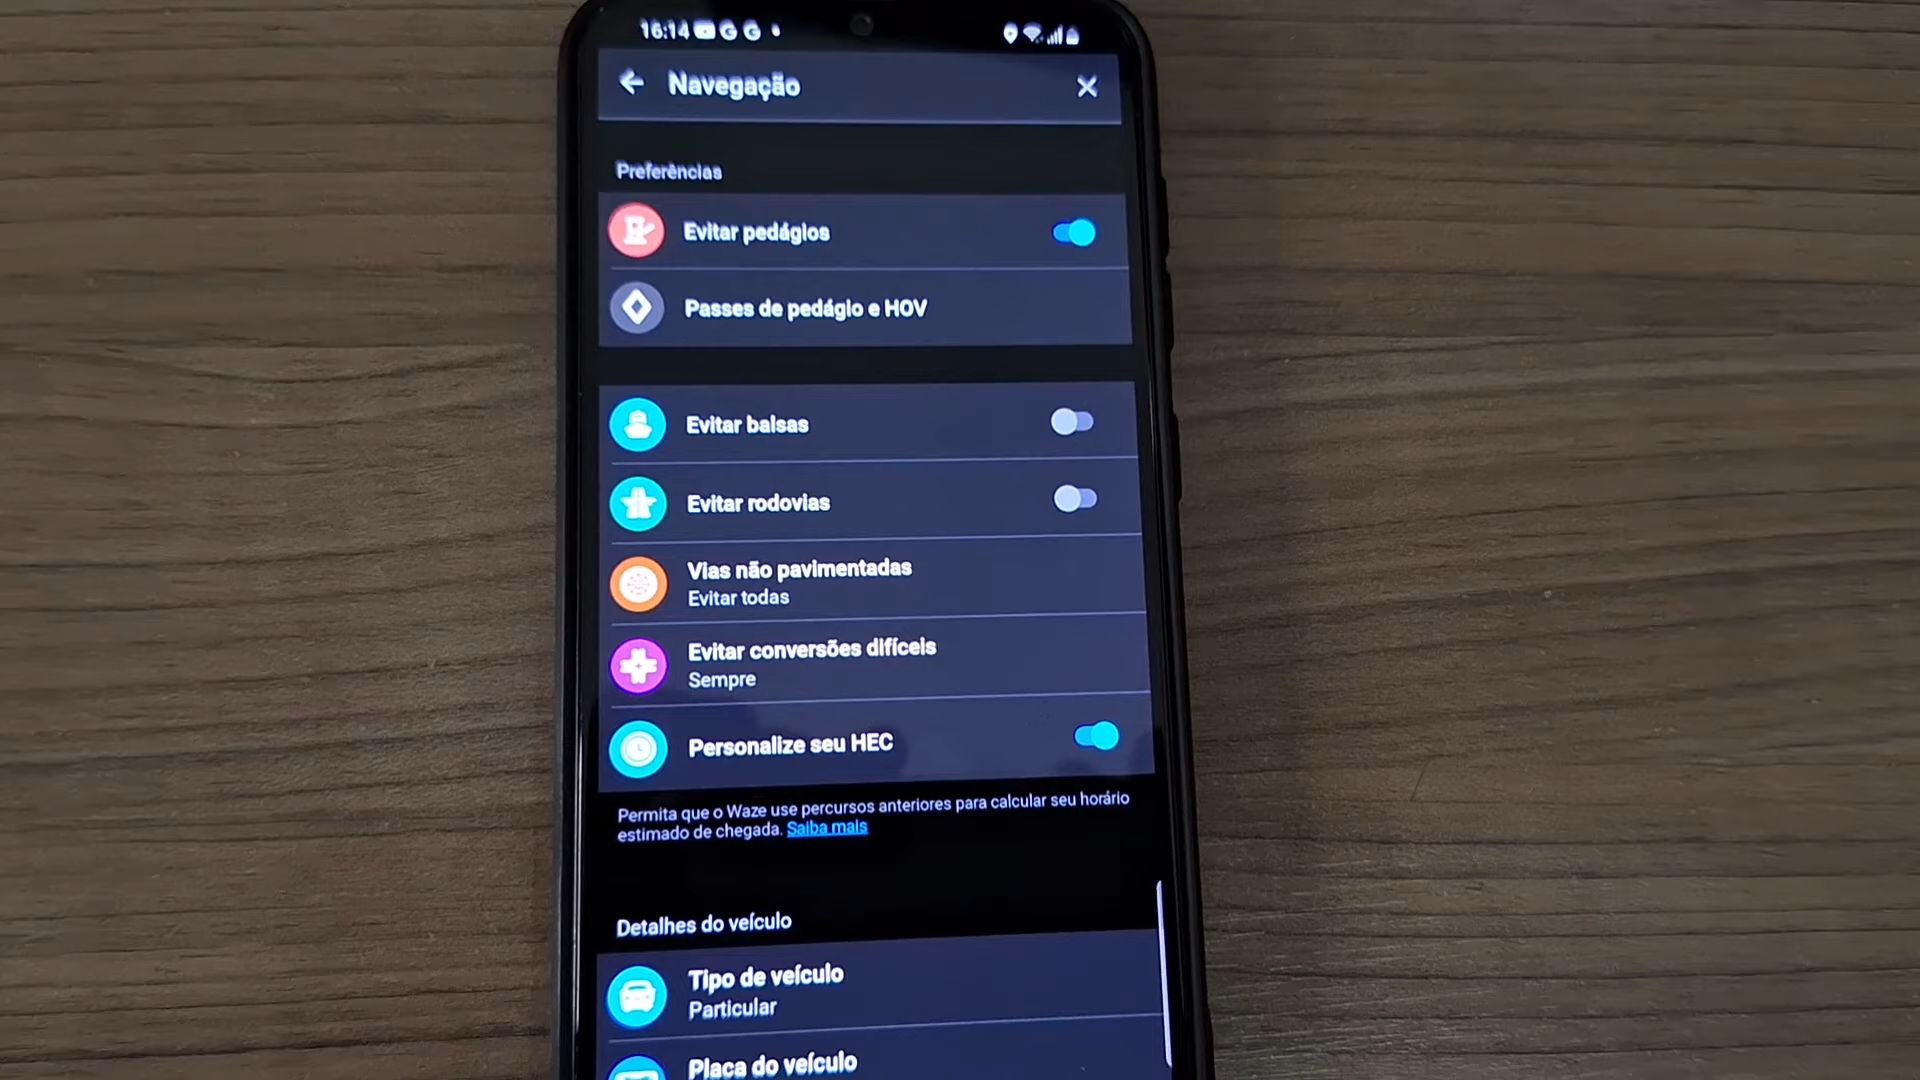 16:14
Navegação
Preferências
Evitar pedágios
Passes de pedágio e HOV
Evitar balsas
Evitar rodovias
Vias não pavimentadas
Evitar todas
Evitar conversões difíceis
Sempre
Personalize seu HEC
Permita que o Waze use percursos anteriores para calcular seu horário
estimado de chegada. Saiba mais
Detalhes do veículo
Tipo de veículo
Particular
Placa do veículo